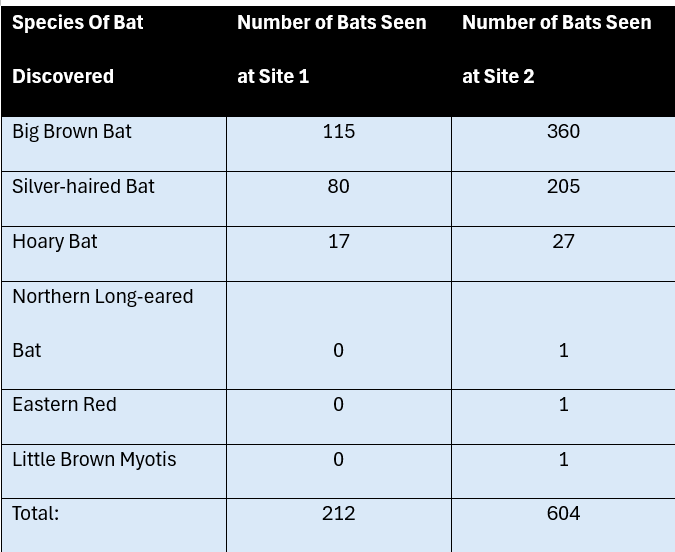 Species Of Bat Number of Bats Seen Number of Bats Seen
Discovered at Site 1 at Site 2
Big Brown Bat 115 360
Silver-haired Bat 80 205
Hoary Bat 17 27
Northern Long-eared
Bat 0 1
Eastern Red 0 1
Little Brown Myotis 0 1
Total: 212 604